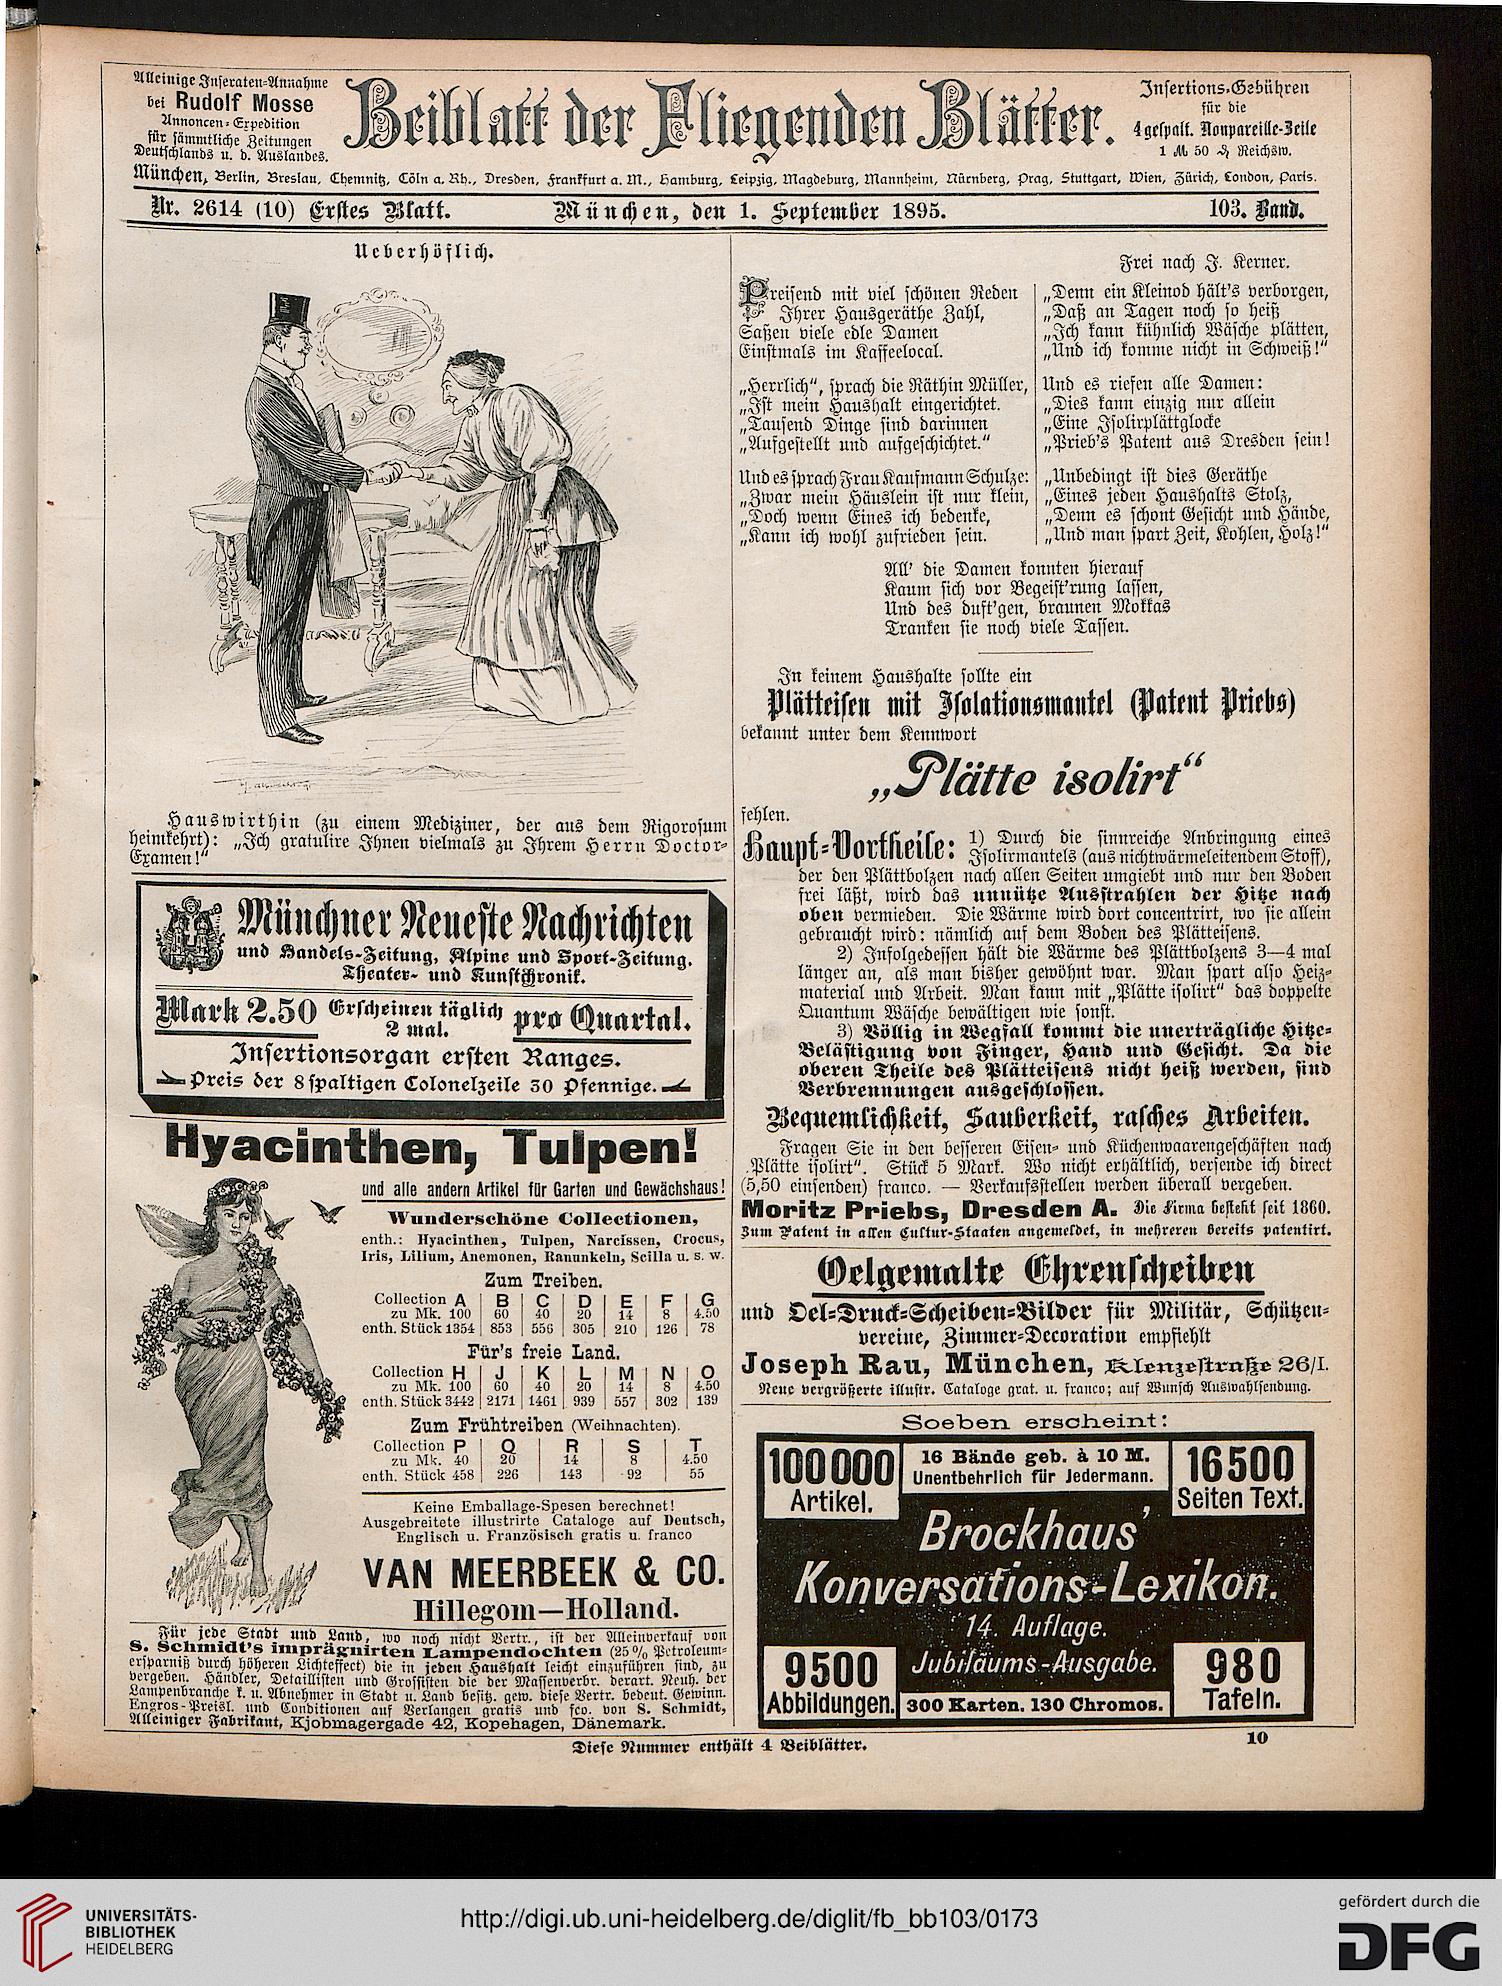 Alleinige Inseraten-Annahme
bei Rudolf Mosse
Annoncen-Expedition
für sämmtliche Zeitungen
Deutschlands u. d. Auslandes.
Beiblatt der Fliegenden Blätter.
Insertions-Gebühren
für die
4 gespalt. Nonpareille-Zeile
1 M 50 ₰ Reichsw.
München, Berlin, Breslau, Chemnitz, Cöln a. Rh., Dresden, Frankfurt a. M., Hamburg, Leipzig, Magdeburg, Mannheim, Nürnberg, Prag, Stuttgart, Wien, Zürich, London, Paris.
Nr. 2614 (10) Erstes Blatt. München, den 1. September 1895. 103. Band.
Ueberhöflich.
Hauswirthin (zu einem Mediziner, der aus dem Rigorosum
heimkehrt): „Ich gratulire Ihnen vielmals zu Ihrem Herrn Doctor-
Examen!“
Münchner Neueste Nachrichten
und Handels-Zeitung, Alpine und Sport-Zeitung,
Theater- und Kunstchronik.
Mark 2.50 Erscheinen täglich
2 mal. pro Quartal.
Insertionsorgan ersten Ranges.
Preis der 8 spaltigen Colonelzeile 30 Pfennige.
Hyacinthen, Tulpen!
und alle andern Artikel für Garten und Gewächshaus!
Wunderschöne Collectionen,
enth.: Hyacinthen, Tulpen, Narcissen, Crocus,
Iris, Lilium, Anemonen, Ranunkeln, Scilla u. s. w.
Zum Treiben.
Collection A B C D E F G
zu Mk. 100 60 40 20 14 8 4.50
enth. Stück 1354 853 556 305 210 126 78
Für's freie Land.
Collection H J K L M N O
zu Mk. 100 60 40 20 14 8 4.50
enth. Stück 3442 2171 1461 939 557 302 139
Zum Frühtreiben (Weihnachten).
Collection P Q R S T
zu Mk. 40 20 14 8 4.50
enth. Stück 458 226 143 92 55
Keine Emballage-Spesen berechnet!
Ausgebreitete illustrirte Cataloge auf Deutsch,
Englisch u. Französisch gratis u. franco
VAN MEERBEEK & CO.
Hillegom—Holland.
Für jede Stadt und Land, wo noch nicht Vertr., ist der Alleinverkauf von
S. Schmidt's imprägnirten Lampendochten (25% Petroleum-
ersparniß durch höheren Lichteffect) die in jeden Haushalt leicht einzuführen sind, zu
vergeben. Händler, Detaillisten und Grossisten die der Massenverbr. derart. Neuh. der
Lampenbranche k. u. Abnehmer in Stadt u. Land besitz. gew. diese Vertr. bedeut. Gewinn.
Engros-Preisl. und Conditionen auf Verlangen gratis und fco. von S. Schmidt,
Alleiniger Fabrikant, Kjobmagergade 42, Kopehagen, Dänemark.
Frei nach J. Kerner.
Preisend mit viel schönen Reden
Ihrer Hausgeräthe Zahl,
Saßen viele edle Damen
Einstmals im Kaffeelocal.
„Herrlich“, sprach die Räthin Müller,
„Ist mein Haushalt eingerichtet.
„Tausend Dinge sind darinnen
„Aufgestellt und aufgeschichtet.“
Und es sprach Frau Kaufmann Schulze:
„Zwar mein Häuslein ist nur klein,
„Doch wenn Eines ich bedenke,
„Kann ich wohl zufrieden sein.
„Denn ein Kleinod hält's verborgen,
„Daß an Tagen noch so heiß
„Ich kann kühnlich Wäsche plätten,
„Und ich komme nicht in Schweiß!“
Und es riefen alle Damen:
„Dies kann einzig nur allein
„Eine Isolirplättglocke
„Prieb's Patent aus Dresden sein!
„Unbedingt ist dies Geräthe
„Eines jeden Haushalts Stolz,
„Denn es schont Gesicht und Hände,
„Und man spart Zeit, Kohlen, Holz!“
All' die Damen konnten hierauf
Kaum sich vor Begeist'rung lassen,
Und des duft'gen, braunen Mokkas
Tranken sie noch viele Tassen.
In keinem Haushalte sollte ein
Plätteisen mit Isolationsmantel (Patent Priebs)
bekannt unter dem Kennwort
„Plätte isolirt“
fehlen.
Haupt-Vortheile: 1) Durch die sinnreiche Anbringung eines
Isolirmantels (aus nichtwärmeleitendem Stoff),
der den Plättbolzen nach allen Seiten umgiebt und nur den Boden
frei läßt, wird das unnütze Ausstrahlen der Hitze nach
oben vermieden. Die Wärme wird dort concentrirt, wo sie allein
gebraucht wird: nämlich auf dem Boden des Plätteisens.
2) Infolgedessen hält die Wärme des Plättbolzens 3—4 mal
länger an, als man bisher gewöhnt war. Man spart also Heiz-
material und Arbeit. Man kann mit „Plätte isolirt“ das doppelte
Quantum Wäsche bewältigen wie sonst.
3) Völlig in Wegfall kommt die unerträgliche Hitze-
Belästigung von Finger, Hand und Gesicht. Da die
oberen Theile des Plätteisens nicht heiß werden, sind
Verbrennungen ausgeschlossen.
Bequemlichkeit, Sauberkeit, rasches Arbeiten.
Fragen Sie in den besseren Eisen- und Küchenwaarengeschäften nach
„Plätte isolirt“. Stück 5 Mark. Wo nicht erhältlich, versende ich direct
(5,50 einsenden) franco. — Verkaufsstellen werden überall vergeben.
Moritz Priebs, Dresden A. Die Firma besteht seit 1860.
Zum Patent in allen Cultur-Staaten angemeldet, in mehreren bereits patentirt.
Oelgemalte Ehrenscheiben
und Oel-Druck-Scheiben-Bilder für Militär, Schützen-
vereine, Zimmer-Decoration empfiehlt
Joseph Rau, München, Klenzestraße 26/I.
Neue vergrößerte illustr. Cataloge grat. u. franco; auf Wunsch Auswahlsendung.
Soeben erscheint:
100000
Artikel.
16 Bände geb. à 10 M.
Unentbehrlich für Jedermann.
16500
Seiten Text.
Brockhaus'
Konversations-Lexikon.
14. Auflage.
9500
Abbildungen.
Jubiläums-Ausgabe.
300 Karten. 130 Chromos.
980
Tafeln.
Diese Nummer enthält 4 Beiblätter.
10
UNIVERSITÄTS-
BIBLIOTHEK
HEIDELBERG
http://digi.ub.uni-heidelberg.de/diglit/fb_bb103/0173
gefördert durch die
DFG